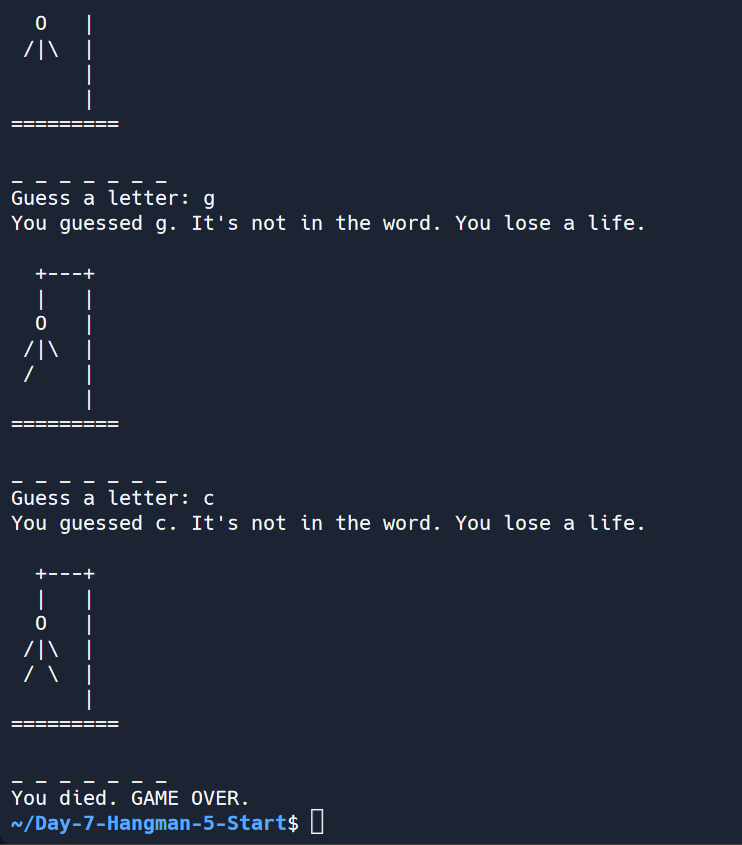 O   |
 /|\  |
       |
       |
=========

_ _ _ _ _ _ _
Guess a letter: g
You guessed g. It's not in the word. You lose a life.

  +---+
  |   |
  O   |
 /|\  |
 /    |
      |
=========

_ _ _ _ _ _ _
Guess a letter: c
You guessed c. It's not in the word. You lose a life.

  +---+
  |   |
  O   |
 /|\  |
 / \  |
      |
=========

_ _ _ _ _ _ _
You died. GAME OVER.
~/Day-7-Hangman-5-Start$